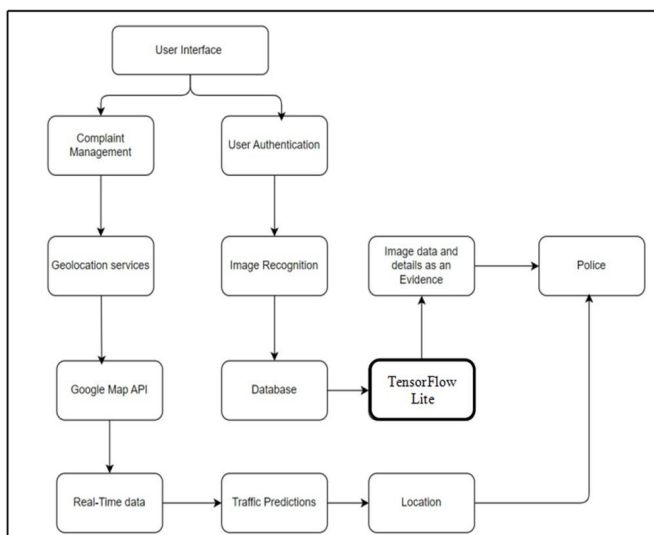 User Interface
Complaint
Management
User Authentication
Geolocation services
Image Recognition
Image data and
details as an
Evidence
Police
Google Map API
Database
TensorFlow
Lite
Real-Time data
Traffic Predictions
Location